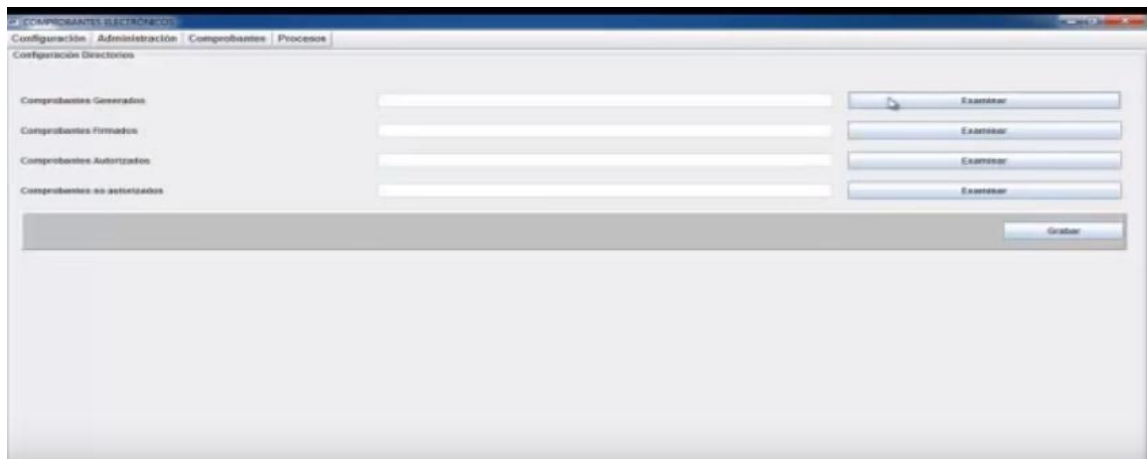 COMPROBANTES ELECTRÓNICOS
Configuración Administración Comprobantes Procesos
Configuración Directorios
Comprobantes Generados Examinar
Comprobantes Firmados Examinar
Comprobantes Autorizados Examinar
Comprobantes no autorizados Examinar
Grabar